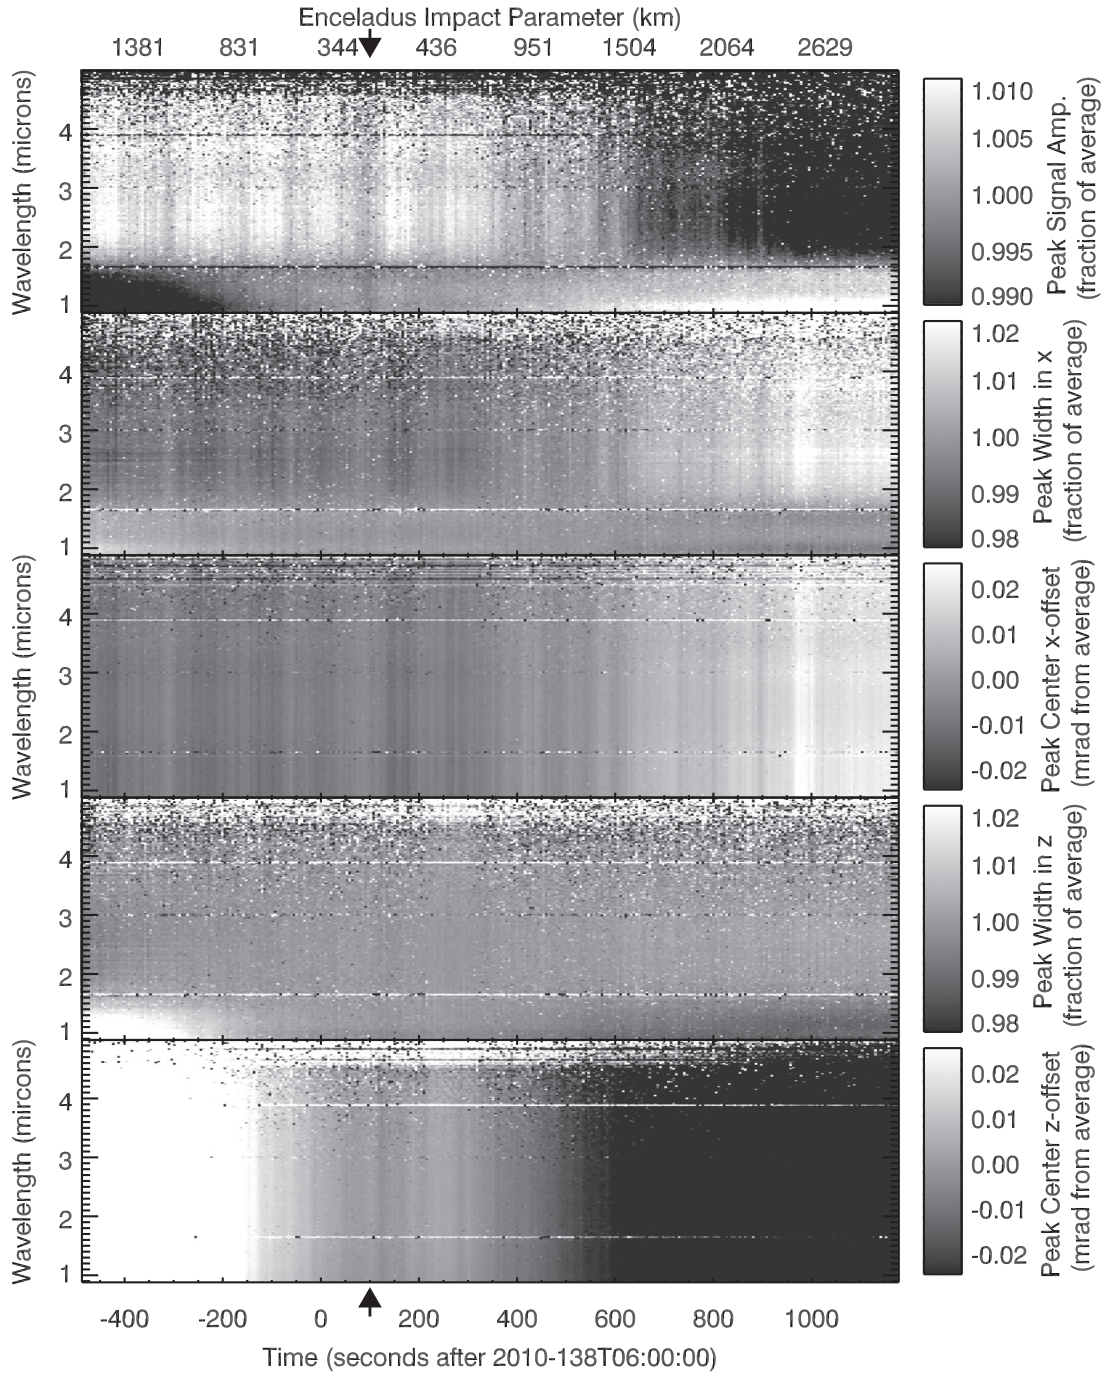 Enceladus Impact Parameter (km)
1381 831 344 436 951 1504 2064 2629
Wavelength (microns)
4
3
2
1
1.010
1.005
1.000
0.995
0.990
Peak Signal Amp.
(fraction of average)
4
3
2
1
1.02
1.01
1.00
0.99
0.98
Peak Width in x
(fraction of average)
Wavelength (microns)
4
3
2
1
0.02
0.01
0.00
-0.01
-0.02
Peak Center x-offset
(mrad from average)
4
3
2
1
1.02
1.01
1.00
0.99
0.98
Peak Width in z
(fraction of average)
Wavelength (mircons)
4
3
2
1
0.02
0.01
0.00
-0.01
-0.02
Peak Center z-offset
(mrad from average)
-400 -200 0 200 400 600 800 1000
Time (seconds after 2010-138T06:00:00)